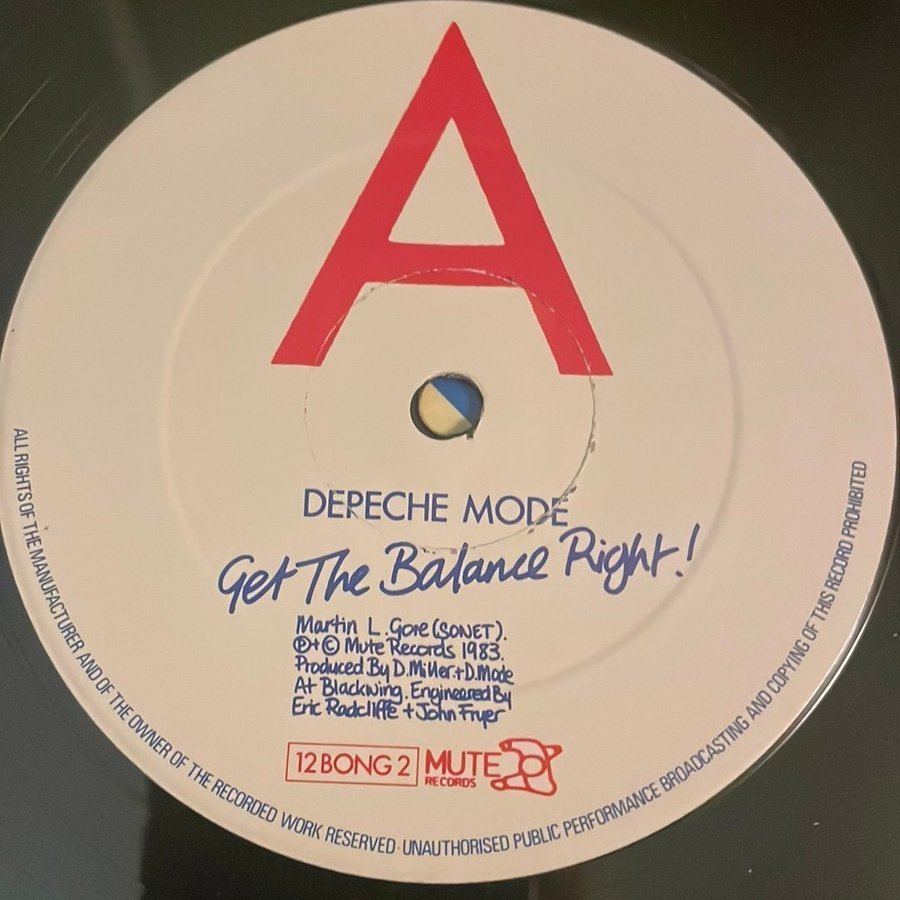 A
DEPECHE MODE
Get The Balance Right!
Martin L. Gore (SONET).
℗+© Mute Records 1983.
Produced By D. Miller. + D. Mode
At Blackwing. Engineered By
Eric Radcliffe + John Fryer
12 BONG 2
MUTE
RECORDS
ALL RIGHTS OF THE MANUFACTURER AND OF THE OWNER OF THE RECORDED WORK RESERVED · UNAUTHORISED PUBLIC PERFORMANCE BROADCASTING AND COPYING OF THIS RECORD PROHIBITED